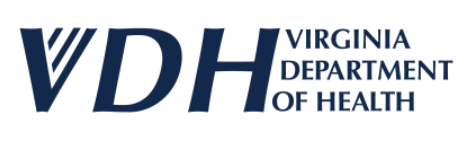 VDH
VIRGINIA
DEPARTMENT
OF HEALTH